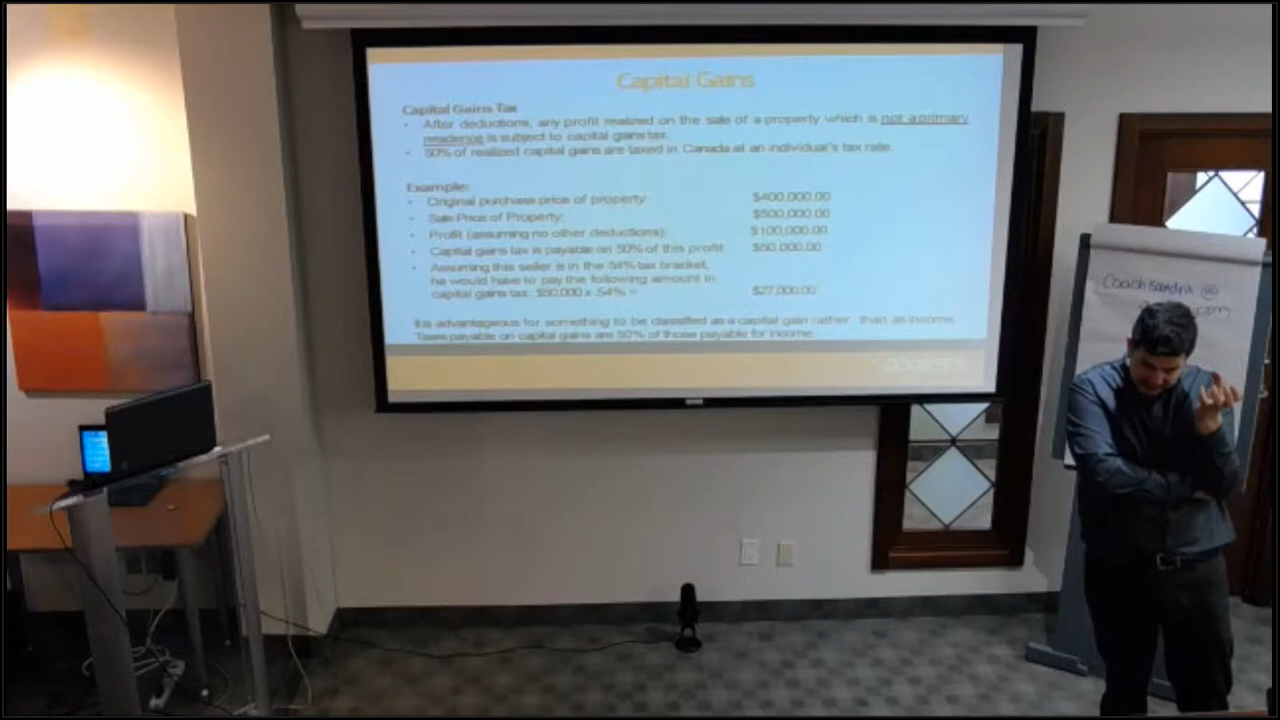 Capital Gains
Capital Gains Tax
• After deductions, any profit realized on the sale of a property which is not a primary
residence is subject to capital gains tax.
• 50% of realized capital gains are taxed in Canada at an individual's tax rate.
Example:
• Original purchase price of property: $400,000.00
• Sale Price of Property: $500,000.00
• Profit (assuming no other deductions): $100,000.00
• Capital gains tax is payable on 50% of this profit: $50,000.00
• Assuming this seller is in the 54% tax bracket,
he would have to pay the following amount in
capital gains tax: $50,000 x 54% = $27,000.00
It is advantageous for something to be classified as a capital gain rather than as income.
Taxes payable on capital gains are 50% of those payable for income.
Coach sandra @
.com